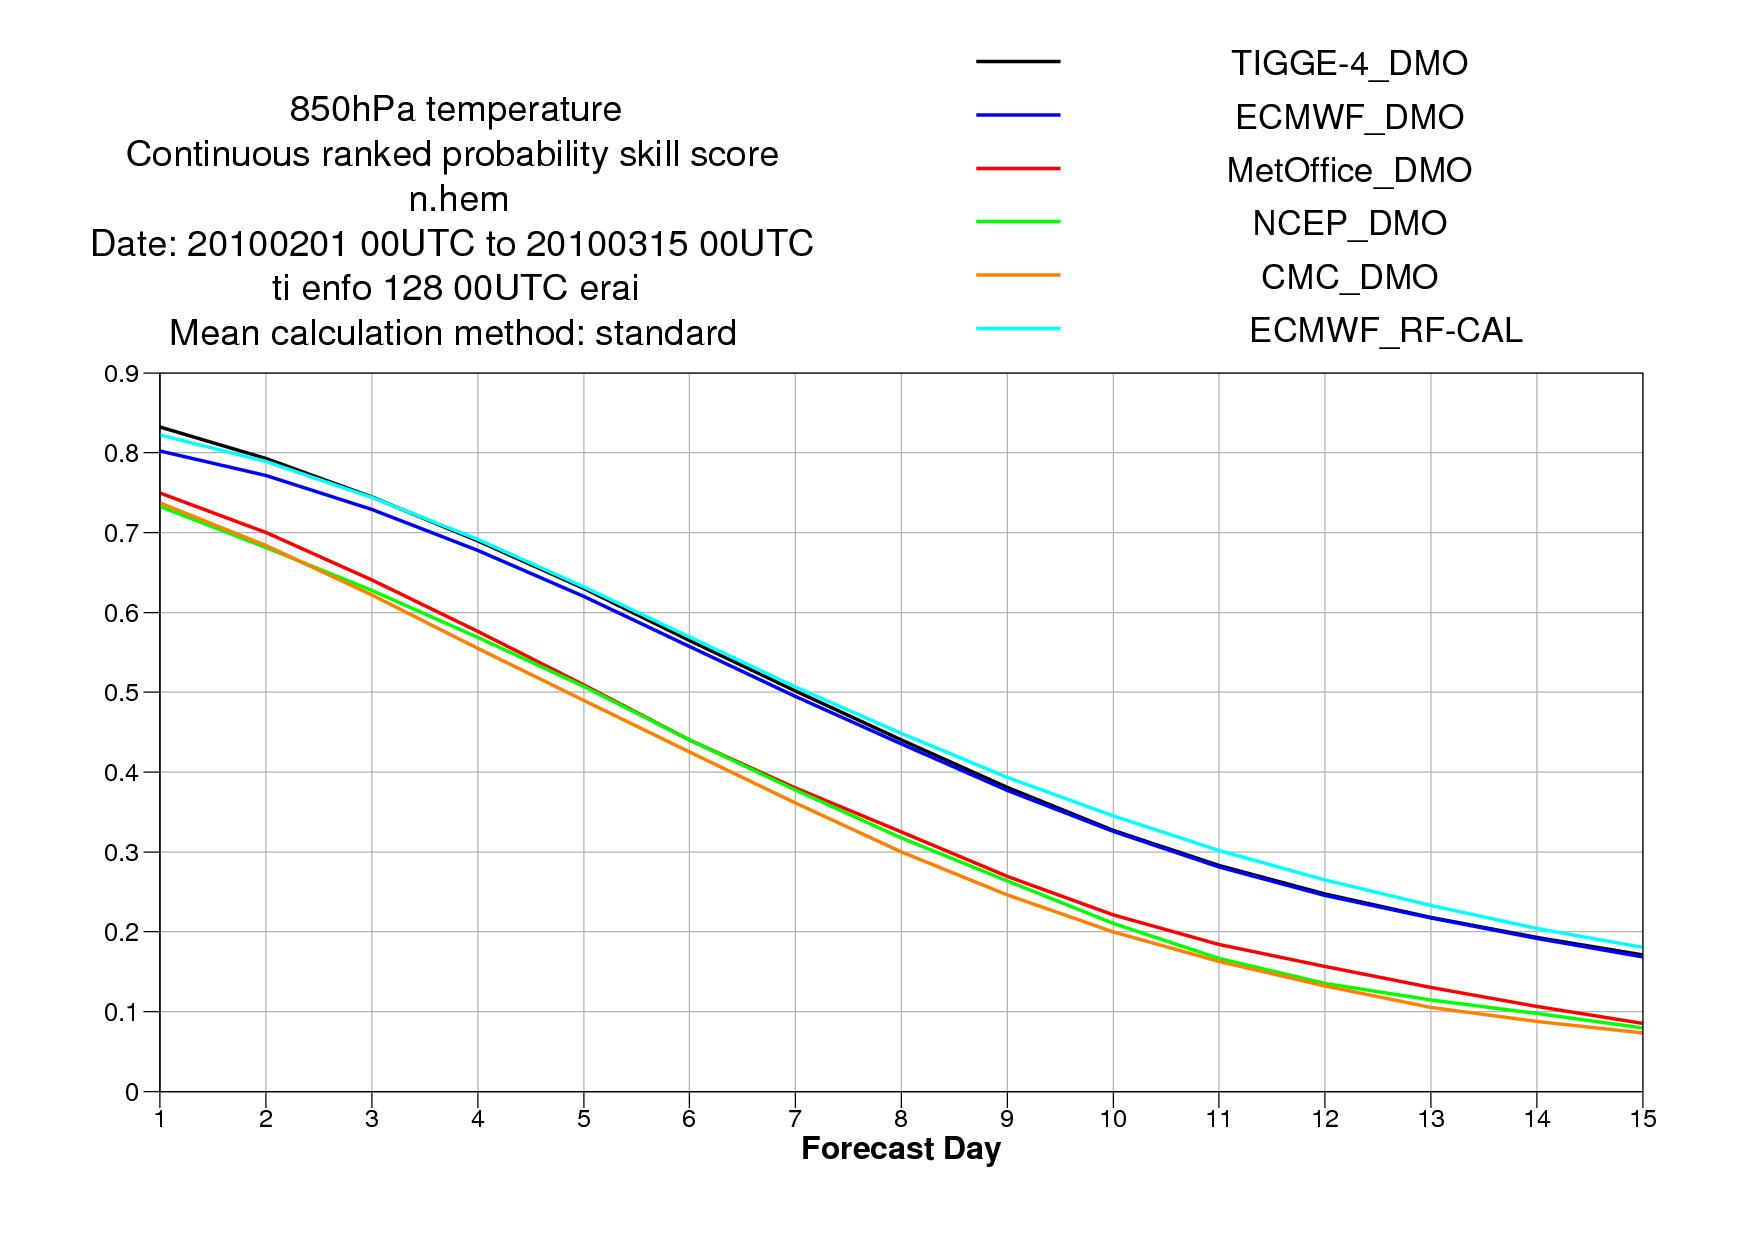 850hPa temperature
Continuous ranked probability skill score
n.hem
Date: 20100201 00UTC to 20100315 00UTC
ti enfo 128 00UTC erai
Mean calculation method: standard
TIGGE-4_DMO
ECMWF_DMO
MetOffice_DMO
NCEP_DMO
CMC_DMO
ECMWF_RF-CAL
0.9
0.8
0.7
0.6
0.5
0.4
0.3
0.2
0.1
0
1 2 3 4 5 6 7 8 9 10 11 12 13 14 15
Forecast Day